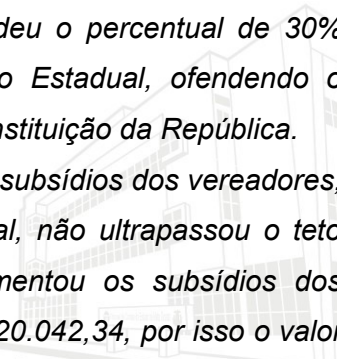 deu o percentual de 30%
o Estadual, ofendendo o
nstituição da República.
subsídios dos vereadores,
al, não ultrapassou o teto
mentou os subsídios dos
20.042,34, por isso o valor